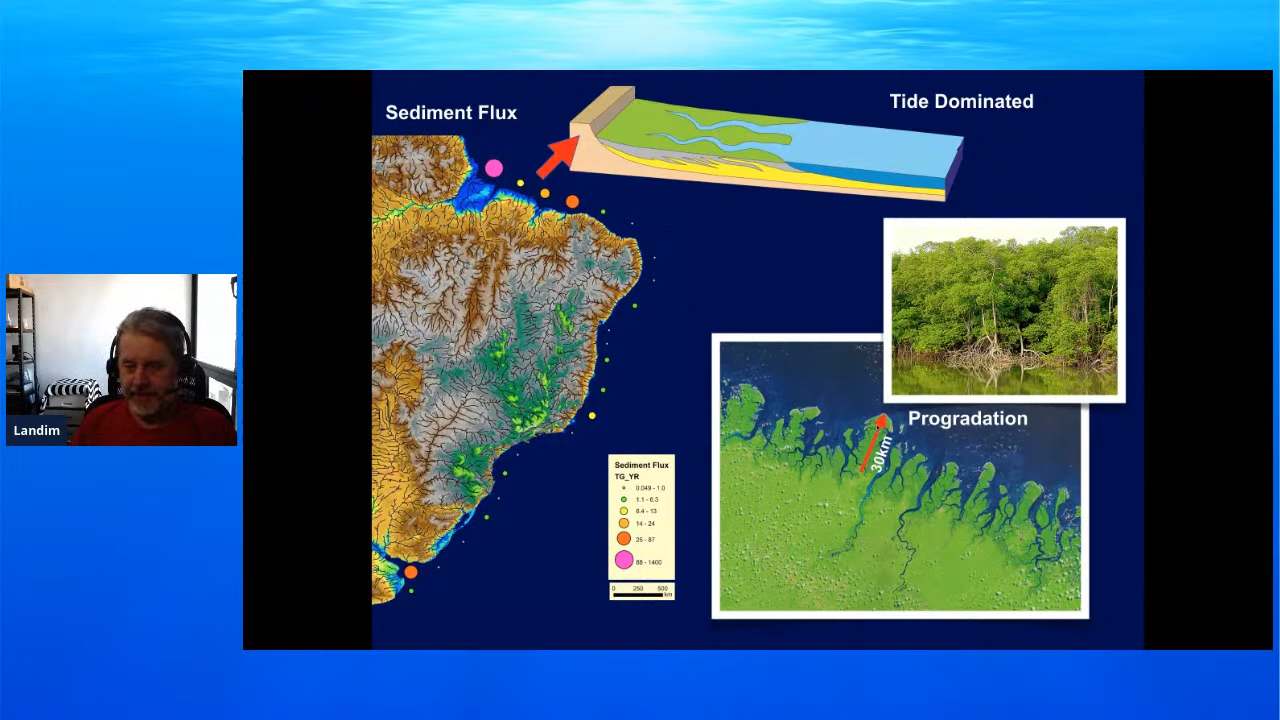 Sediment Flux
Tide Dominated
Progradation
30km
Landim
Sediment Flux
TG_YR
0.049 - 1.0
1.1 - 6.3
6.4 - 13
14 - 24
25 - 87
88 - 1400
0 250 500
km